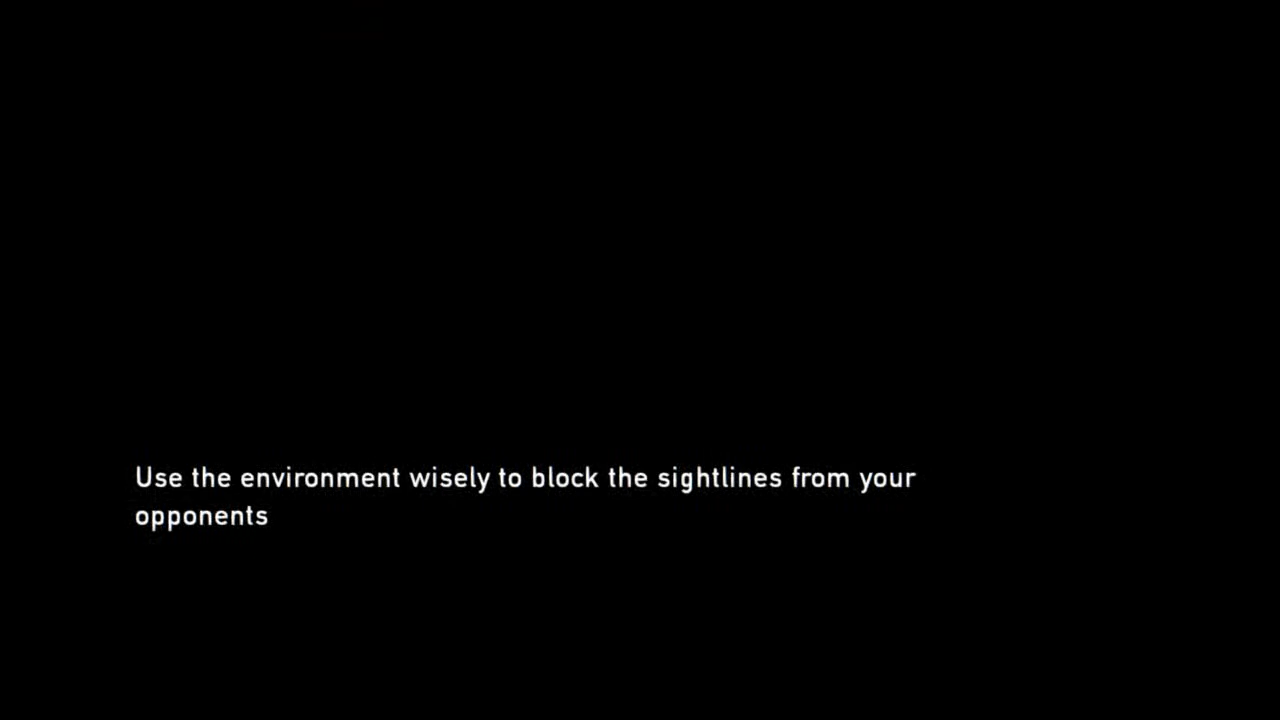 Use the environment wisely to block the sightlines from your
opponents